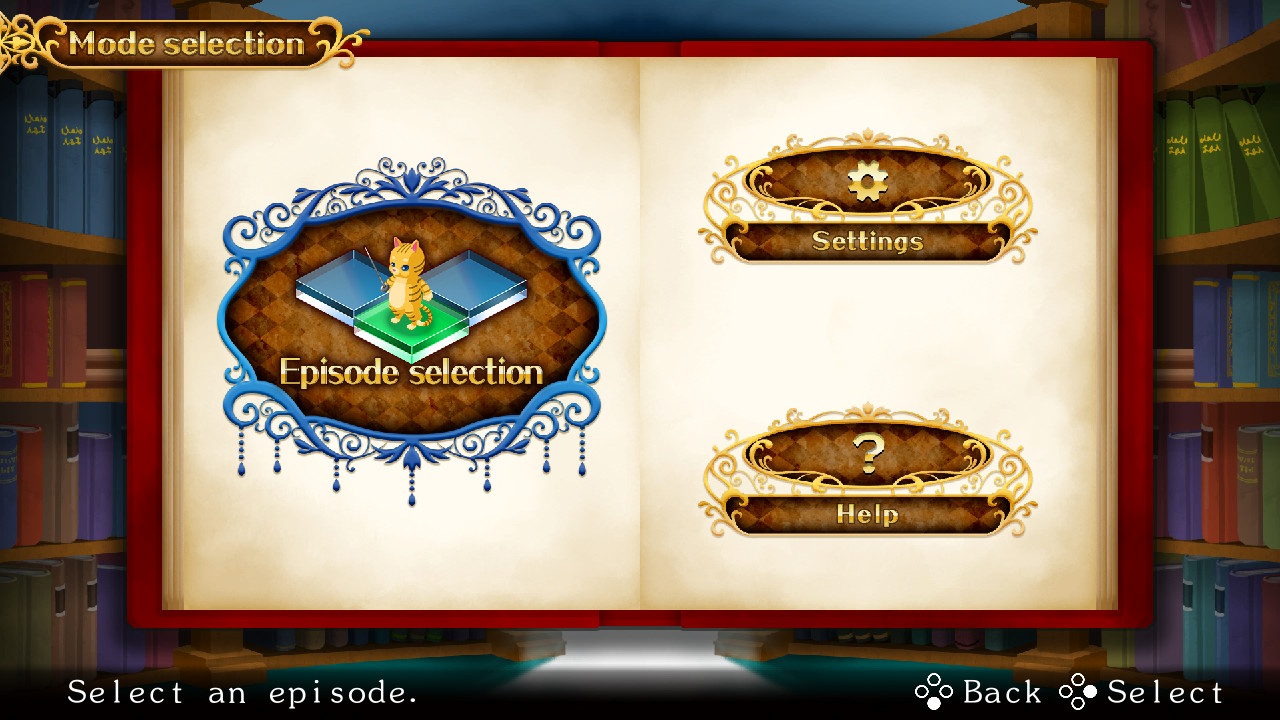 Mode selection
Settings
Episode selection
?
Help
Select an episode.
Back Select